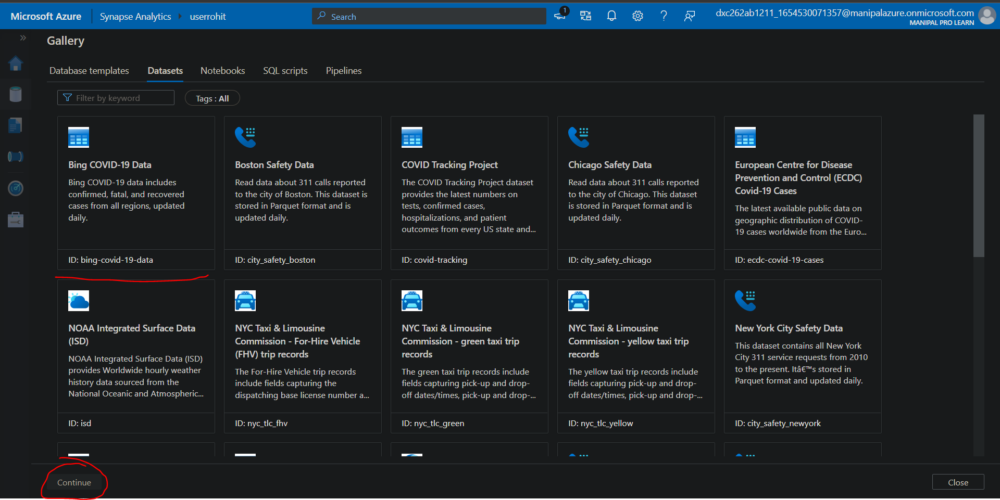 Microsoft Azure
Synapse Analytics
userrohit
Search
1
dxc262ab1211_1654530071357@manipalazure.onmicrosoft.com
MANIPAL PRO LEARN
Gallery
Database templates
Datasets
Notebooks
SQL scripts
Pipelines
Filter by keyword
Tags : All
Bing COVID-19 Data
Bing COVID-19 data includes
confirmed, fatal, and recovered
cases from all regions, updated
daily.
ID: bing-covid-19-data
Boston Safety Data
Read data about 311 calls reported
to the city of Boston. This dataset is
stored in Parquet format and is
updated daily.
ID: city_safety_boston
COVID Tracking Project
The COVID Tracking Project dataset
provides the latest numbers on
tests, confirmed cases,
hospitalizations, and patient
outcomes from every US state and...
ID: covid-tracking
Chicago Safety Data
Read data about 311 calls reported
to the city of Chicago. This dataset
is stored in Parquet format and is
updated daily.
ID: city_safety_chicago
European Centre for Disease
Prevention and Control (ECDC)
Covid-19 Cases
The latest available public data on
geographic distribution of COVID-
19 cases worldwide from the Euro...
ID: ecdc-covid-19-cases
NOAA Integrated Surface Data
(ISD)
NOAA Integrated Surface Data (ISD)
provides Worldwide hourly weather
history data sourced from the
National Oceanic and Atmospheric...
ID: isd
NYC Taxi & Limousine
Commission - For-Hire Vehicle
(FHV) trip records
The For-Hire Vehicle trip records
include fields capturing the
dispatching base license number a...
ID: nyc_tlc_fhv
NYC Taxi & Limousine
Commission - green taxi trip
records
The green taxi trip records include
fields capturing pick-up and drop-
off dates/times, pick-up and drop-...
ID: nyc_tlc_green
NYC Taxi & Limousine
Commission - yellow taxi trip
records
The yellow taxi trip records include
fields capturing pick-up and drop-
off dates/times, pick-up and drop-...
ID: nyc_tlc_yellow
New York City Safety Data
This dataset contains all New York
City 311 service requests from 2010
to the present. Itâ€™s stored in
Parquet format and updated daily.
ID: city_safety_newyork
Continue
Close